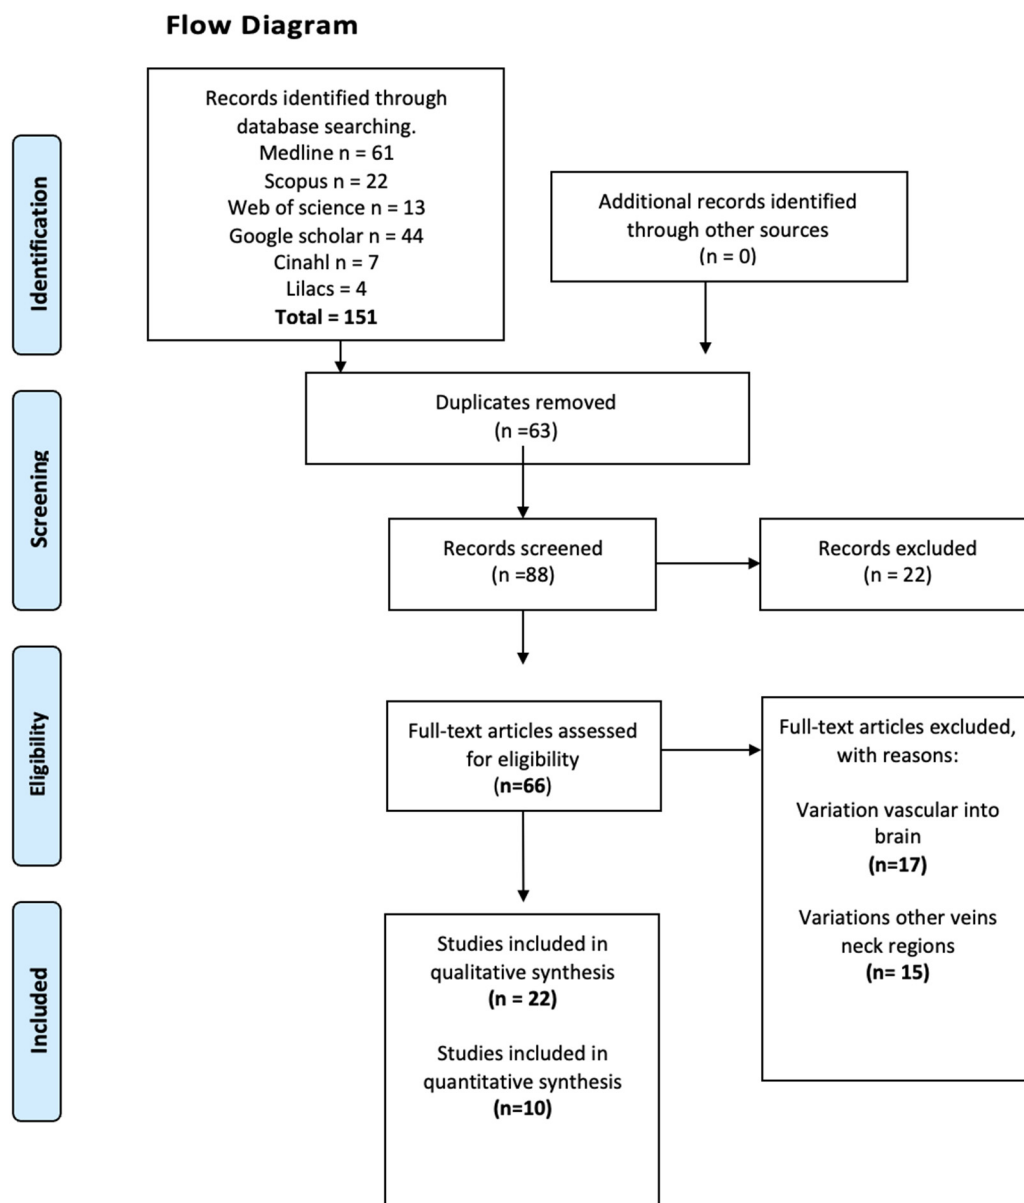 Flow Diagram
Identification
Records identified through
database searching.
Medline n = 61
Scopus n = 22
Web of science n = 13
Google scholar n = 44
Cinahl n = 7
Lilacs = 4
Total = 151
Additional records identified
through other sources
(n = 0)
Screening
Duplicates removed
(n =63)
Records screened
(n =88)
Records excluded
(n = 22)
Eligibility
Full-text articles assessed
for eligibility
(n=66)
Full-text articles excluded,
with reasons:
Variation vascular into
brain
(n=17)
Variations other veins
neck regions
(n= 15)
Included
Studies included in
qualitative synthesis
(n = 22)
Studies included in
quantitative synthesis
(n=10)